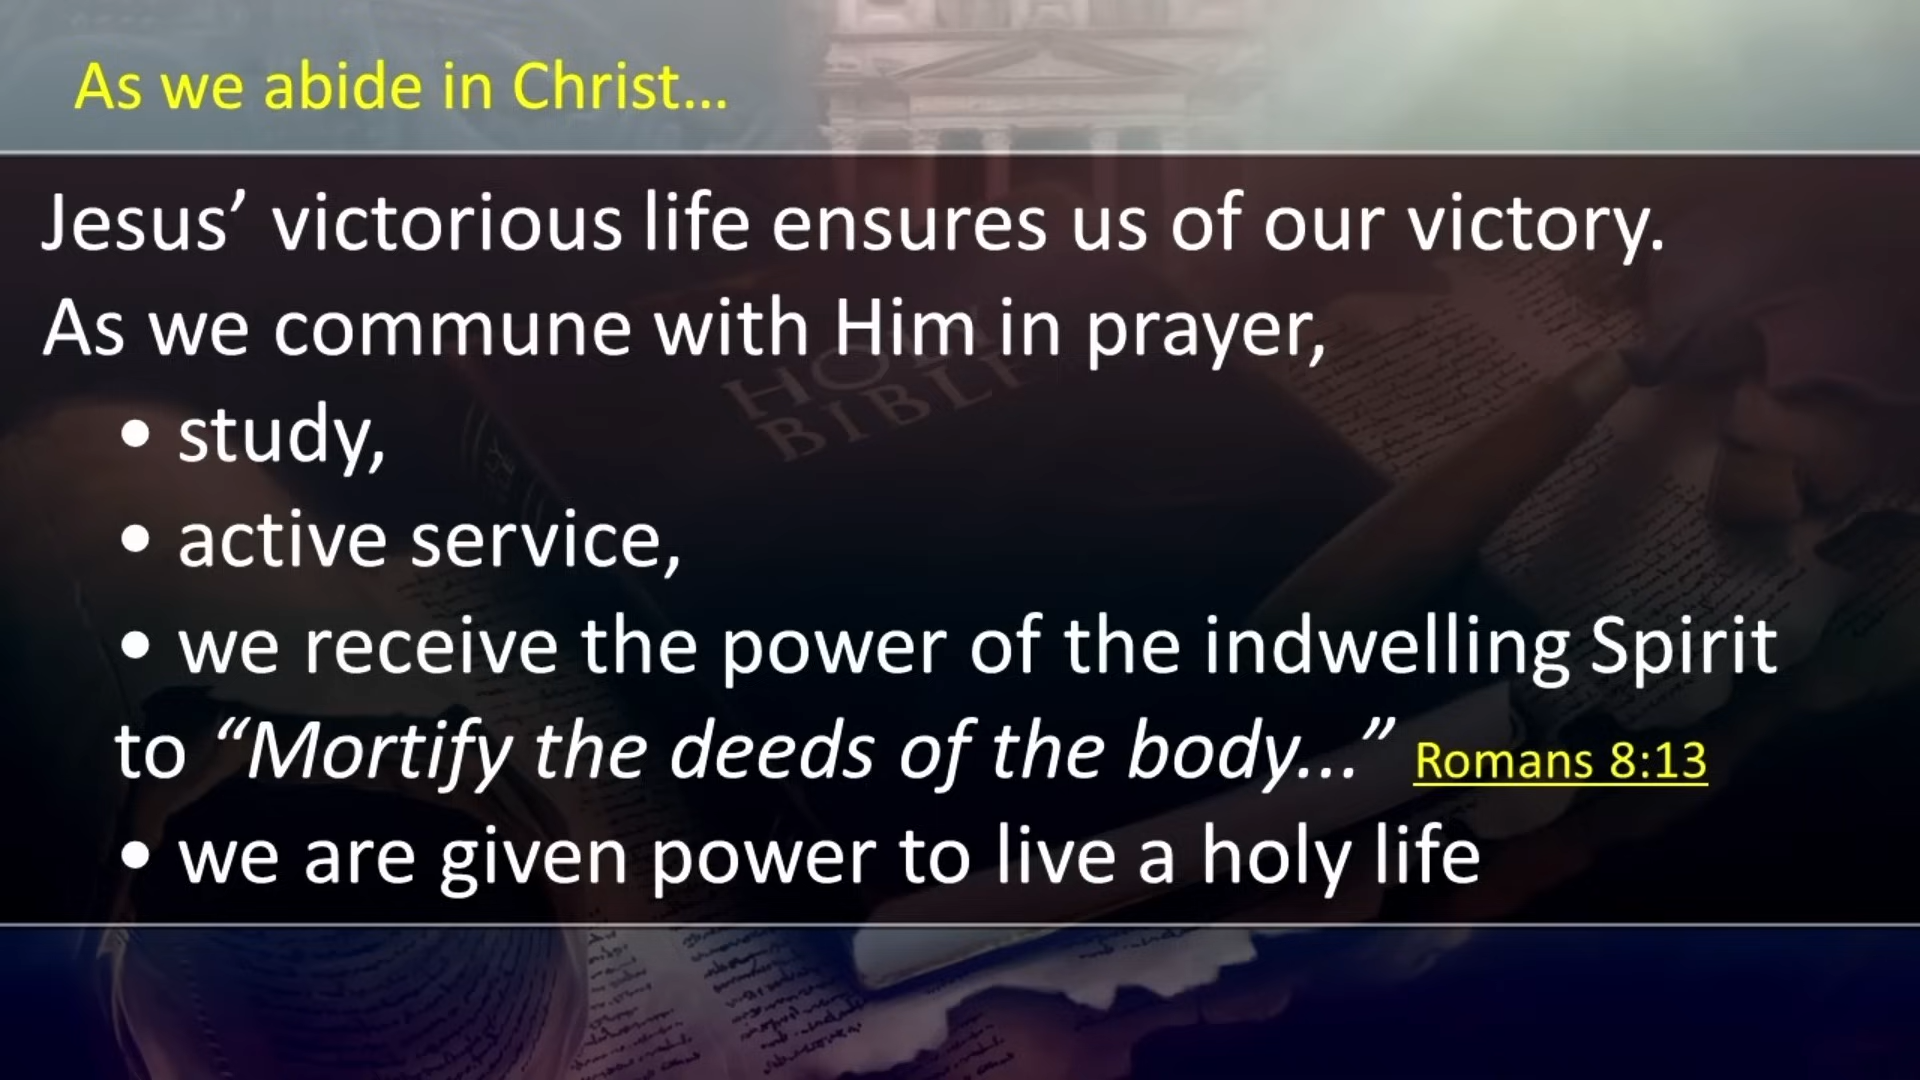 As we abide in Christ...
Jesus’ victorious life ensures us of our victory.
As we commune with Him in prayer,
• study,
• active service,
• we receive the power of the indwelling Spirit
to “Mortify the deeds of the body...” Romans 8:13
• we are given power to live a holy life
HOLY
BIBLE